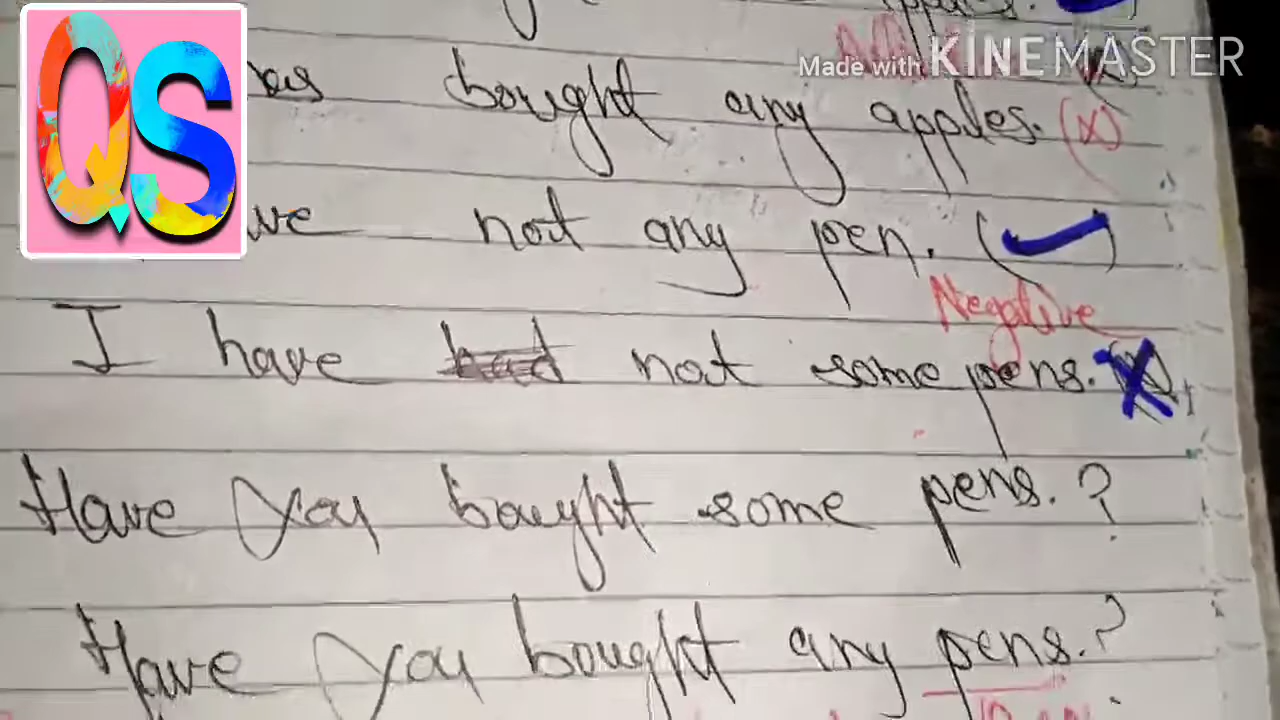 QS
Made with KINEMASTER
bought any apples. (x)
not any pen. (✓)
Negative
I have had not some pens. (x)
Have you bought some pens.?
Have you bought any pens.?